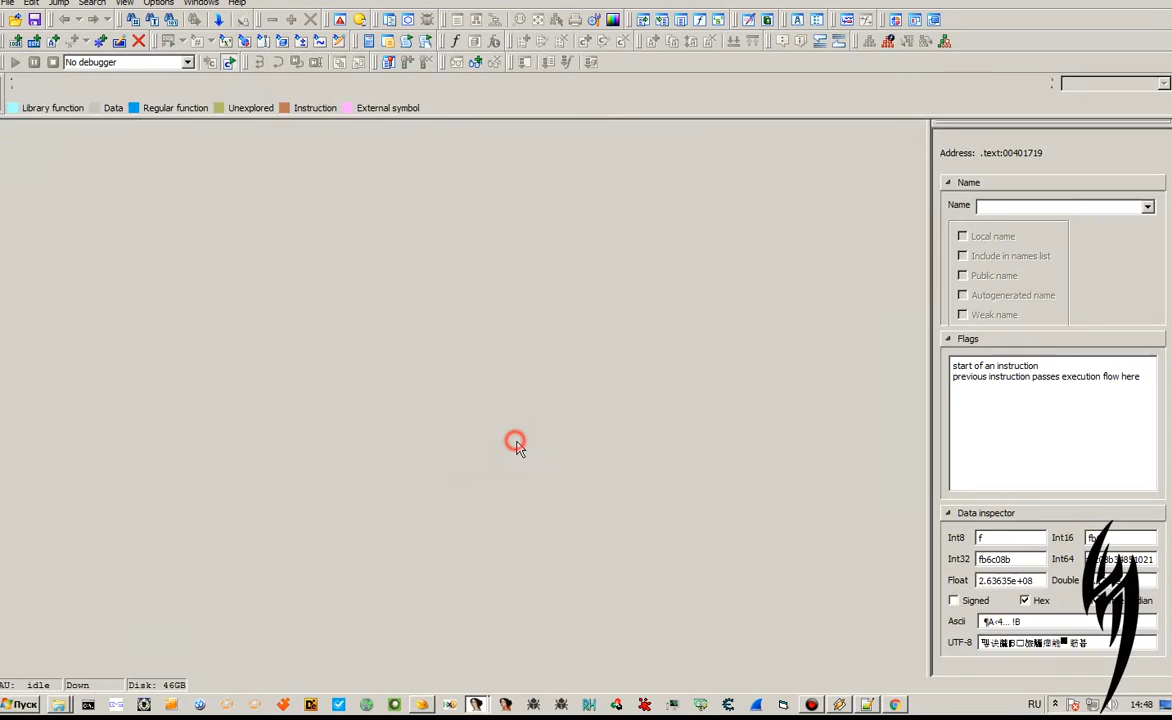 File Edit Jump Search View Options Windows Help
No debugger
Library function Data Regular function Unexplored Instruction External symbol
Address: .text:00401719
Name
Name
Local name
Include in names list
Public name
Autogenerated name
Weak name
Flags
start of an instruction
previous instruction passes execution flow here
Data inspector
Int8 f Int16
Int32 fb6c08b Int64
Float 2.63635e+08 Double
Signed Hex
Ascii
UTF-8
AU: idle Down Disk: 46GB
Пуск RU 14:48